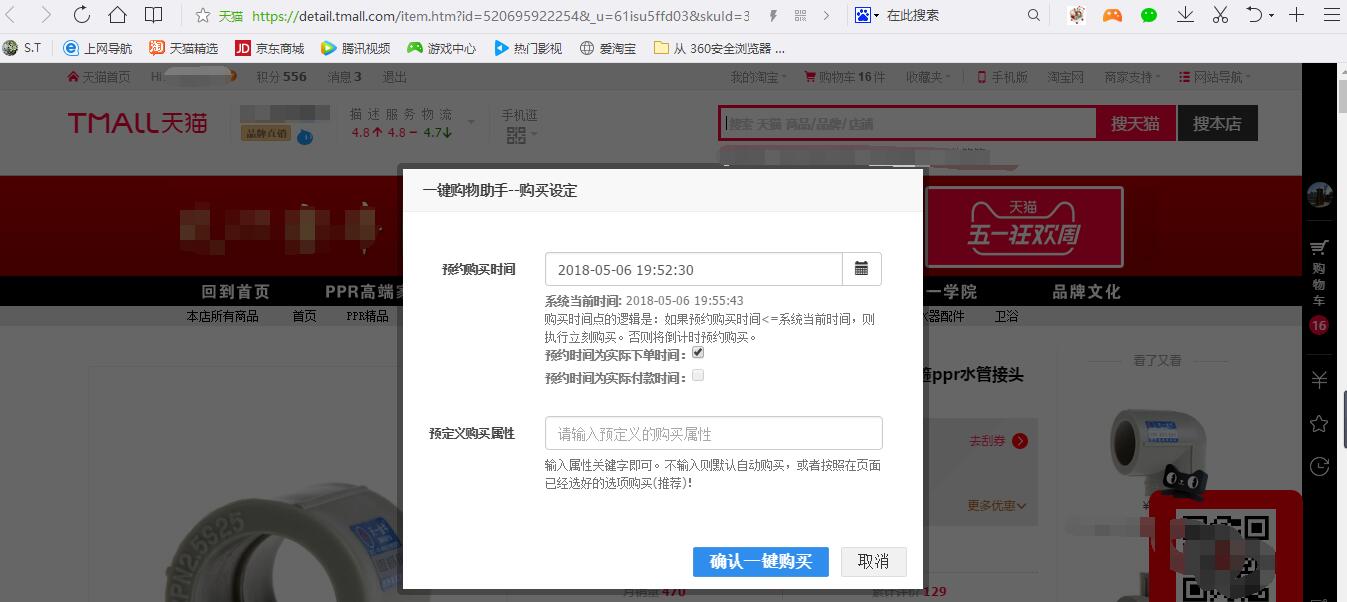 天猫 https://detail.tmall.com/item.htm?id=520695922254&_u=61isu5ffd03&skuId=3
在此搜索
S.T 上网导航 天猫精选 京东商城 腾讯视频 游戏中心 热门影视 爱淘宝 从 360安全浏览器 ...
天猫首页 Hi 积分 556 消息 3 退出 我的淘宝 购物车 16 件 收藏夹 手机版 淘宝网 商家支持 网站导航
TMALL天猫
品牌直销
描述 服务 物流
4.8 4.8 4.7
手机逛
搜索 天猫 商品/品牌/店铺
搜天猫 搜本店
一键购物助手--购买设定
天猫
五一狂欢周
回到首页 PPR高端 一学院 品牌文化
本店所有商品 首页 PPR精品 器配件 卫浴
预约购买时间 2018-05-06 19:52:30
系统当前时间: 2018-05-06 19:55:43
购买时间点的逻辑是：如果预约购买时间<=系统当前时间，则
执行立刻购买。否则将倒计时预约购买。
预约时间为实际下单时间：
预约时间为实际付款时间：
预定义购买属性 请输入预定义的购买属性
输入属性关键字即可。不输入则默认自动购买，或者按照在页面
已经选好的选项购买(推荐)!
确认一键购买 取消
ppr水管接头
看了又看
去刮券
更多优惠
月销量 470 累计评价 129
购物车
16
PN2.5S25